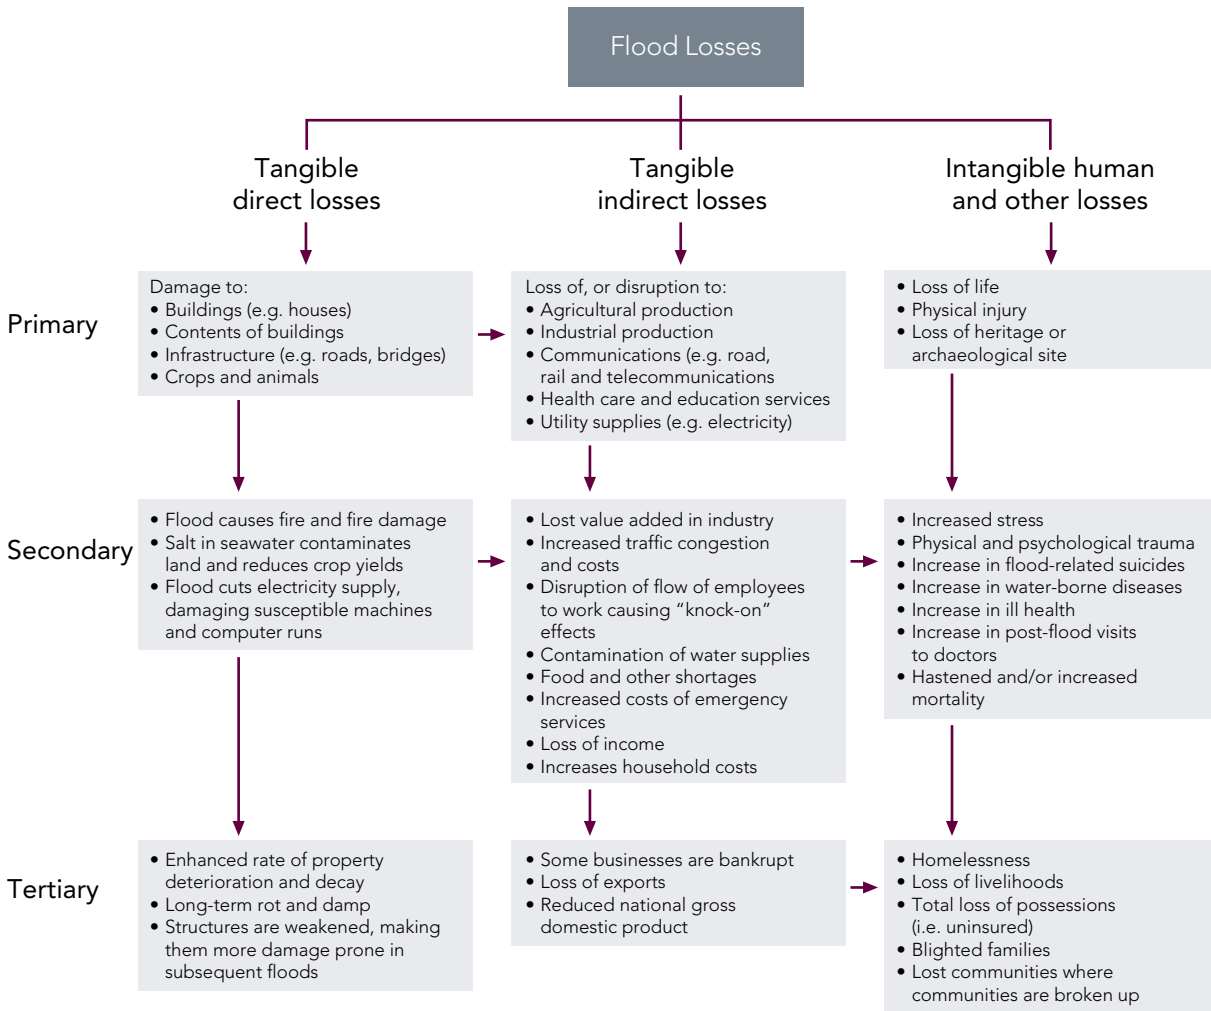 Flood Losses
Tangible
direct losses
Tangible
indirect losses
Intangible human
and other losses
Primary
Damage to:
• Buildings (e.g. houses)
• Contents of buildings
• Infrastructure (e.g. roads, bridges)
• Crops and animals
Loss of, or disruption to:
• Agricultural production
• Industrial production
• Communications (e.g. road,
rail and telecommunications
• Health care and education services
• Utility supplies (e.g. electricity)
• Loss of life
• Physical injury
• Loss of heritage or
archaeological site
Secondary
• Flood causes fire and fire damage
• Salt in seawater contaminates
land and reduces crop yields
• Flood cuts electricity supply,
damaging susceptible machines
and computer runs
• Lost value added in industry
• Increased traffic congestion
and costs
• Disruption of flow of employees
to work causing “knock-on”
effects
• Contamination of water supplies
• Food and other shortages
• Increased costs of emergency
services
• Loss of income
• Increases household costs
• Increased stress
• Physical and psychological trauma
• Increase in flood-related suicides
• Increase in water-borne diseases
• Increase in ill health
• Increase in post-flood visits
to doctors
• Hastened and/or increased
mortality
Tertiary
• Enhanced rate of property
deterioration and decay
• Long-term rot and damp
• Structures are weakened, making
them more damage prone in
subsequent floods
• Some businesses are bankrupt
• Loss of exports
• Reduced national gross
domestic product
• Homelessness
• Loss of livelihoods
• Total loss of possessions
(i.e. uninsured)
• Blighted families
• Lost communities where
communities are broken up